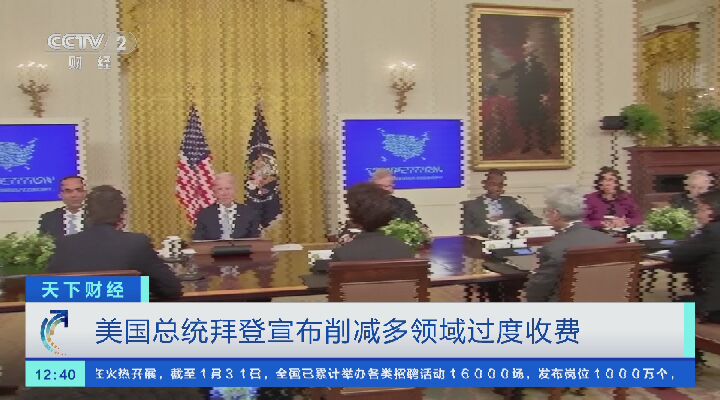 CCTV 2
财经
天下财经
美国总统拜登宣布削减多领域过度收费
12:40 在火热开展，截至1月31日，全国已累计举办各类招聘活动16000场，发布岗位1000万个，